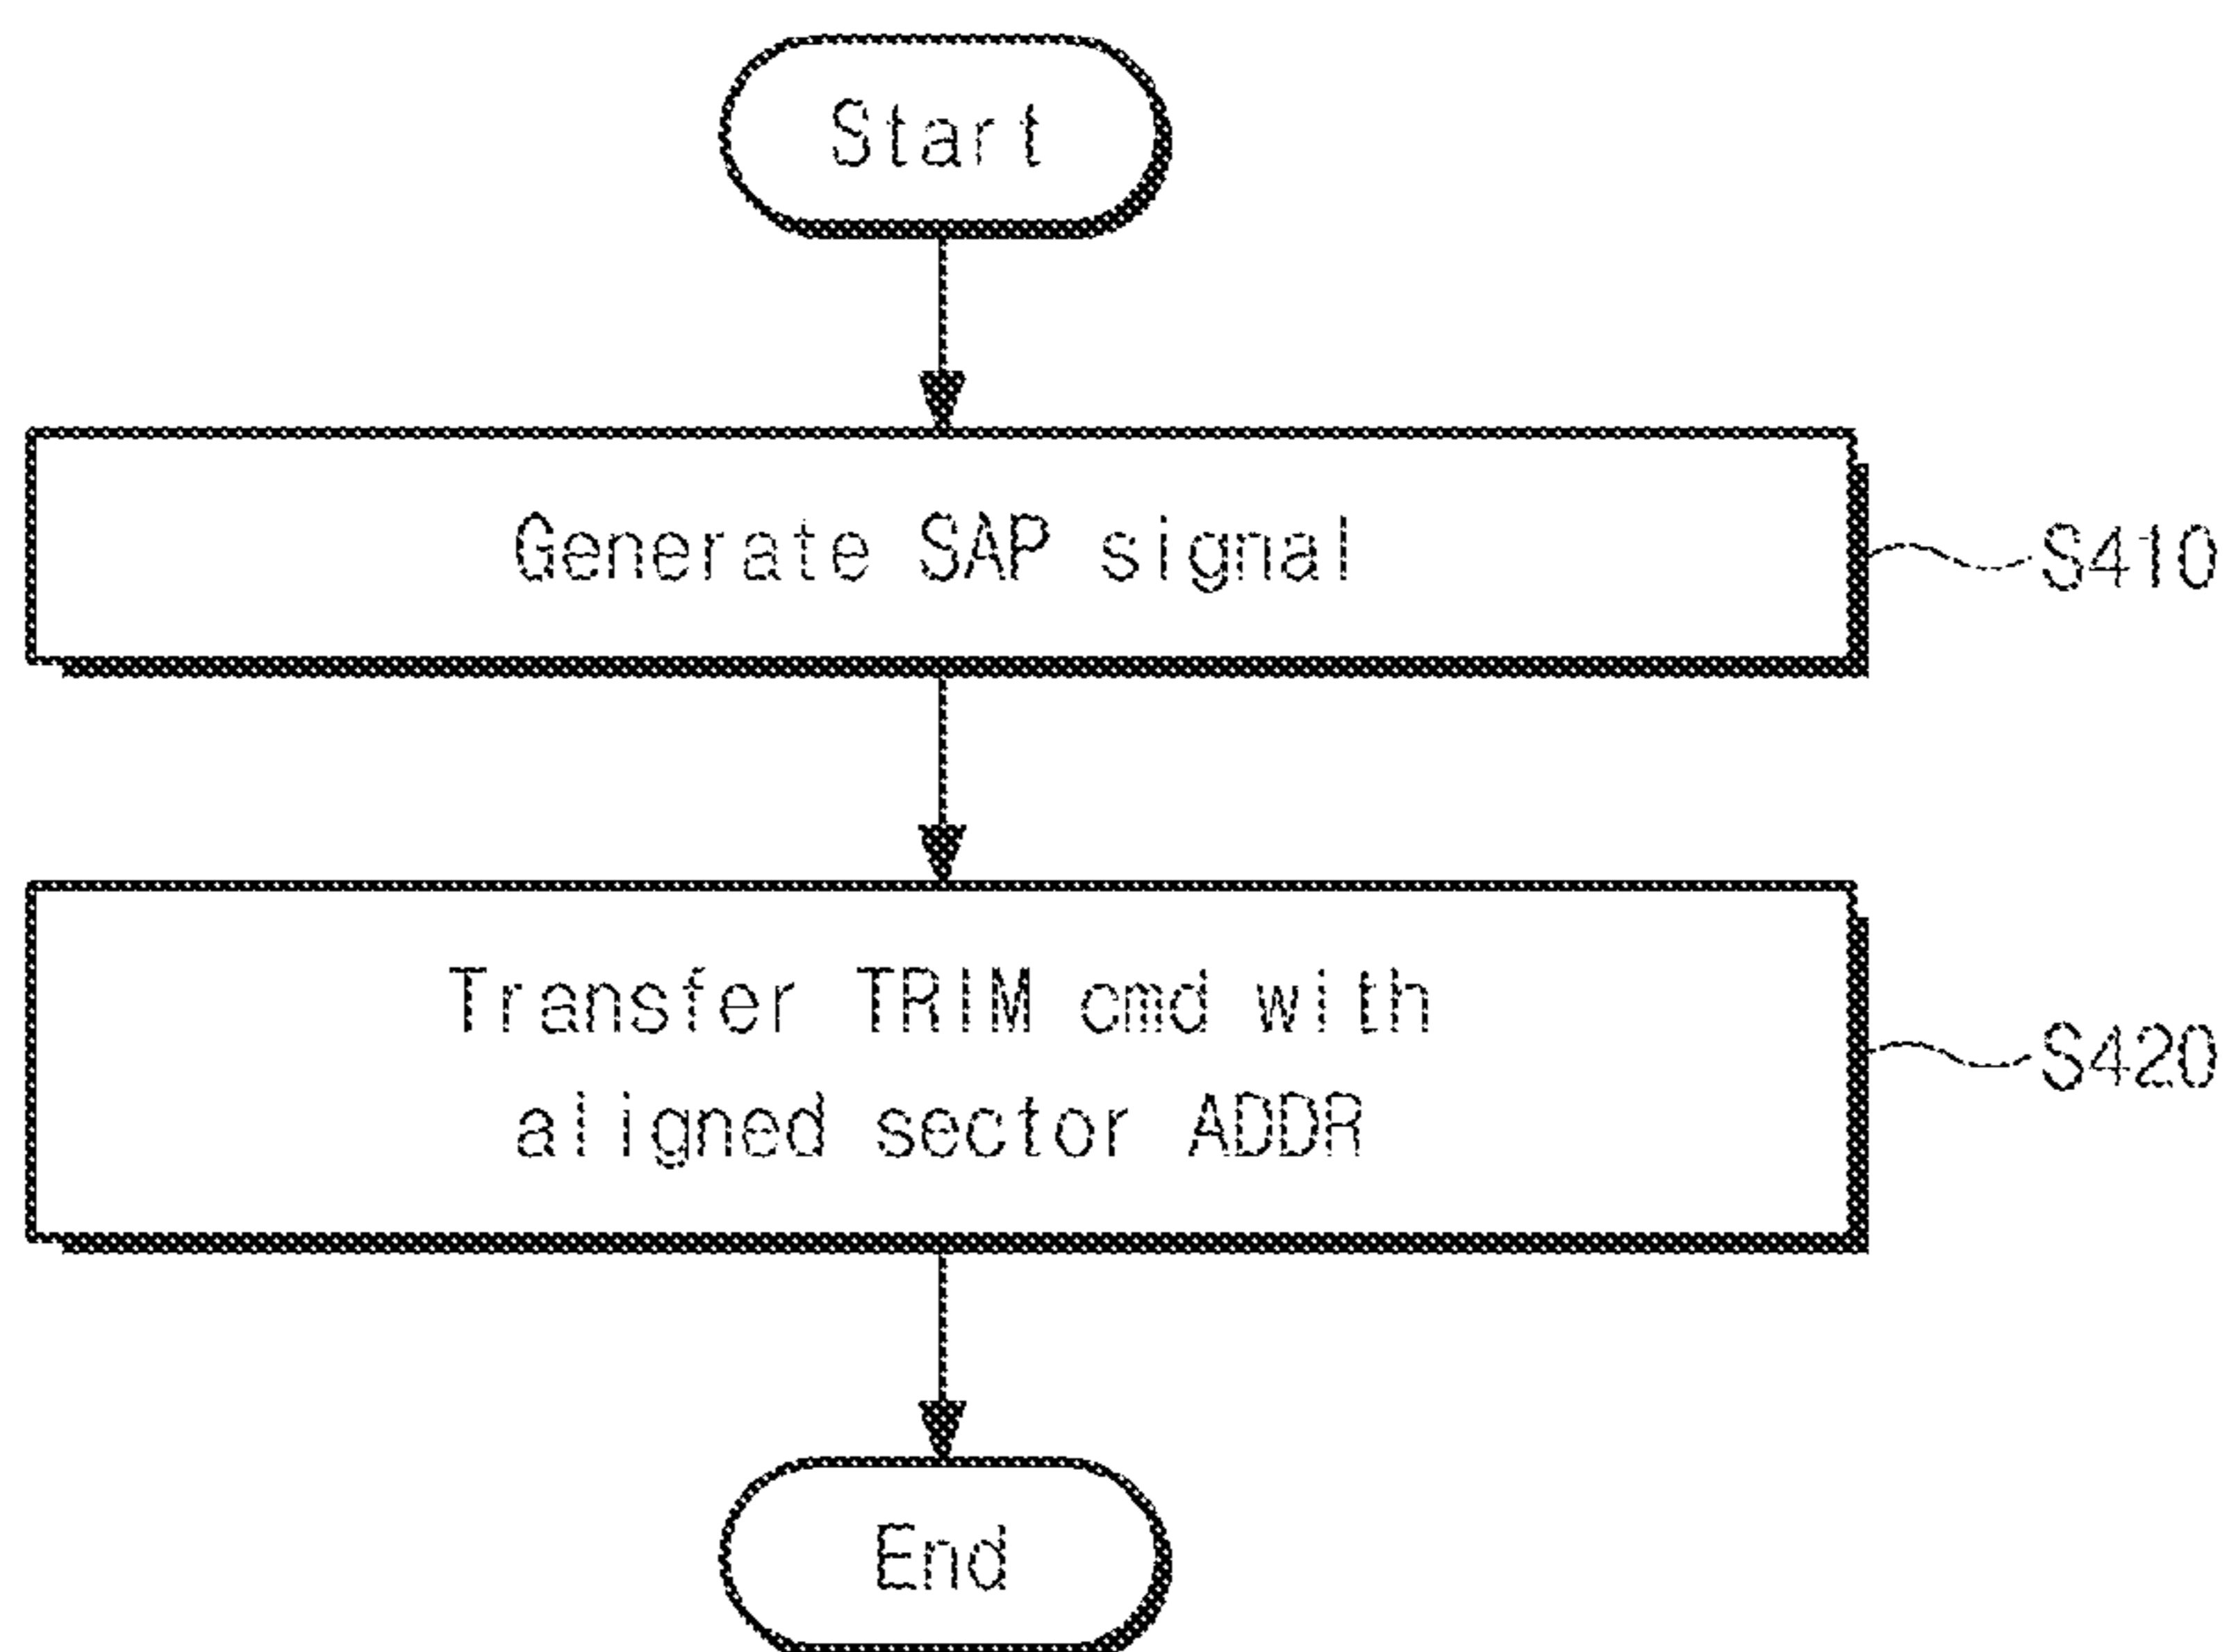 Start
Generate SAP signal
S410
Transfer TRIM cmd with
aligned sector ADDR
S420
End